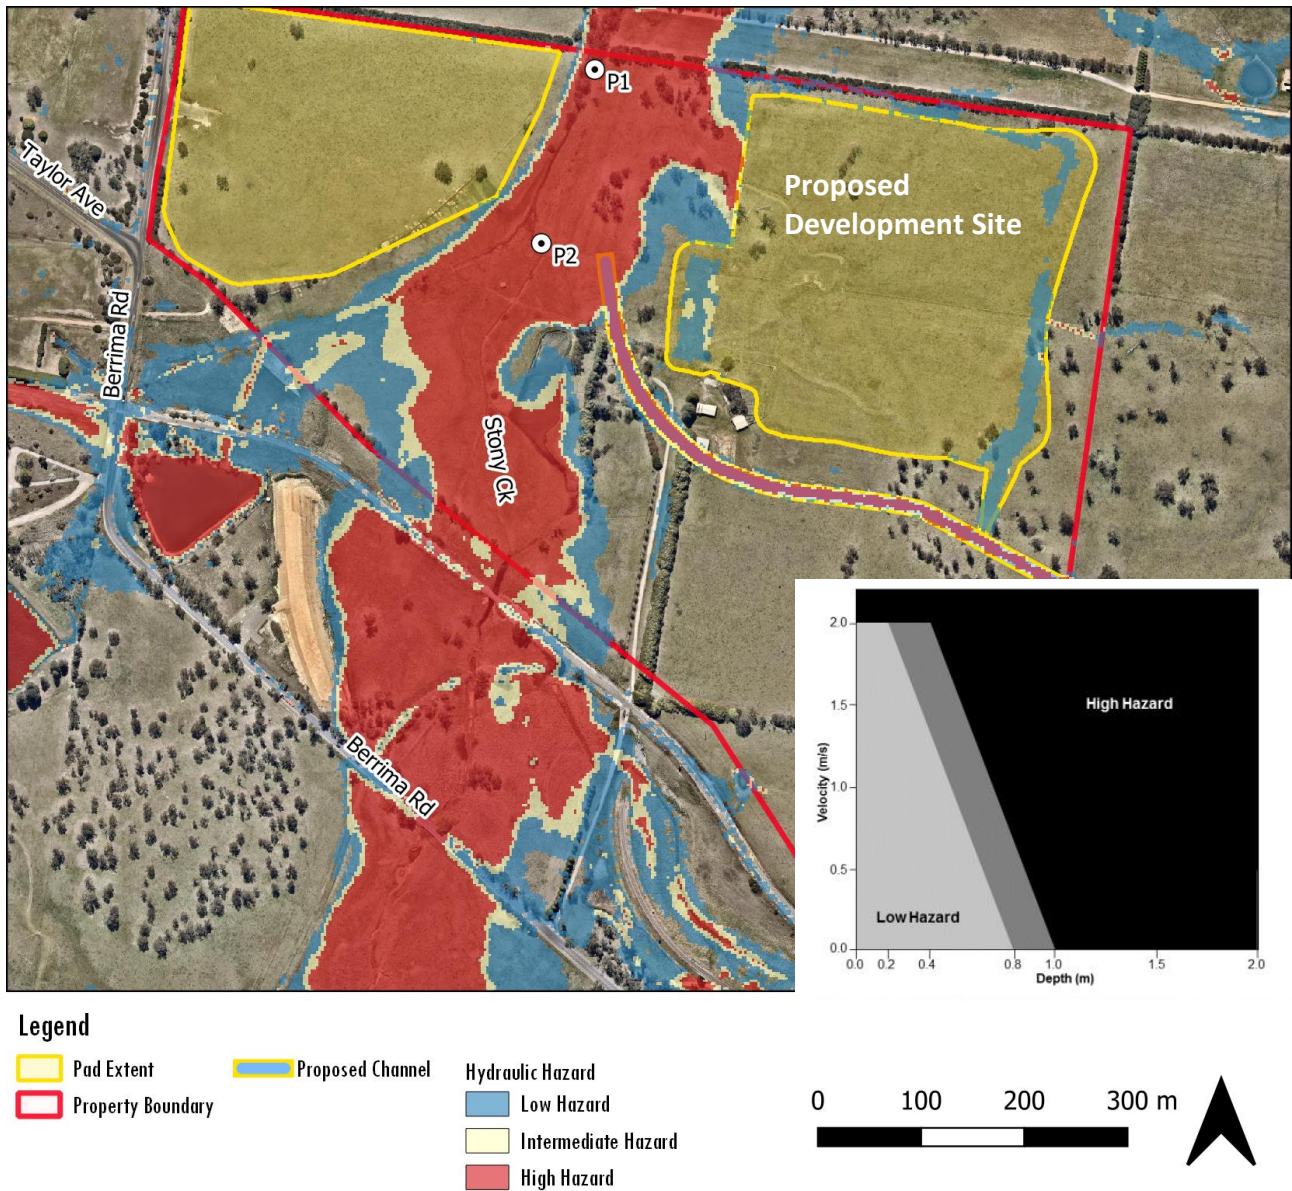 P1
Taylor Ave
Proposed
Development Site
P2
Berrima Rd
Stony Ck
Berrima Rd
2.0
1.5
1.0
0.5
0.0
Velocity (m/s)
High Hazard
Low Hazard
0.0 0.2 0.4 0.8 1.0 1.5 2.0
Depth (m)
Legend
Pad Extent
Property Boundary
Proposed Channel
Hydraulic Hazard
Low Hazard
Intermediate Hazard
High Hazard
0 100 200 300 m